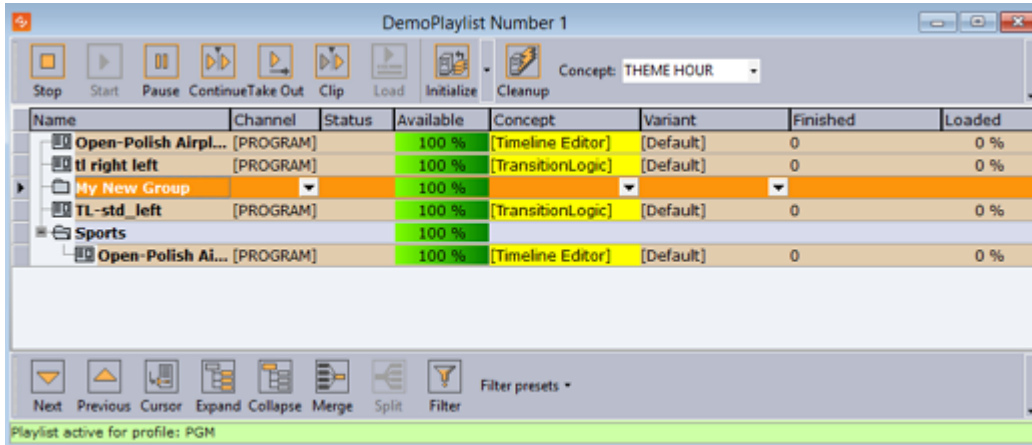 DemoPlaylist Number 1
Stop Start Pause Continue Take Out Clip Load Initialize Cleanup Concept: THEME HOUR
Name Channel Status Available Concept Variant Finished Loaded
Open-Polish Airpl... [PROGRAM] 100 % [Timeline Editor] [Default] 0 0 %
tl right left [PROGRAM] 100 % [TransitionLogic] [Default] 0 0 %
My New Group 100 %
TL-std_left [PROGRAM] 100 % [TransitionLogic] [Default] 0 0 %
Sports 100 %
Open-Polish Ai... [PROGRAM] 100 % [Timeline Editor] [Default] 0 0 %
Next Previous Cursor Expand Collapse Merge Split Filter Filter presets
Playlist active for profile: PGM